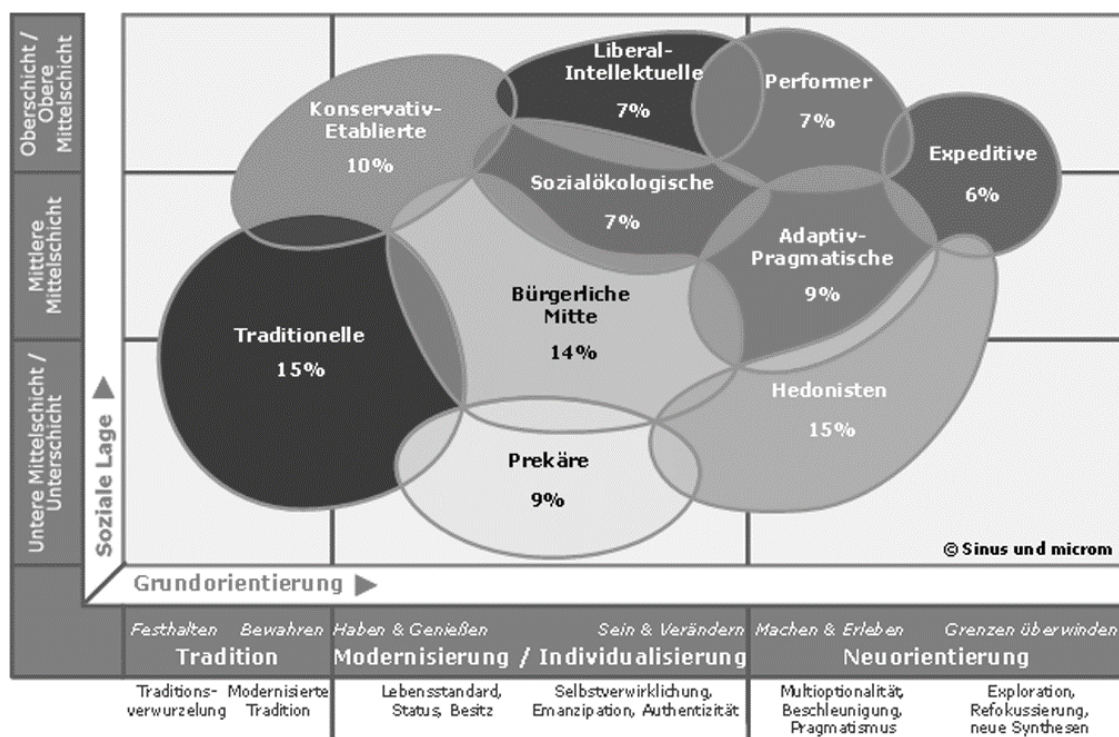 Oberschicht /
Obere
Mittelschicht
Mittlere
Mittelschicht
Untere Mittelschicht /
Unterschicht
Soziale Lage
Liberal-
Intellektuelle
7%
Performer
7%
Konservativ-
Etablierte
10%
Expeditive
6%
Sozialökologische
7%
Adaptiv-
Pragmatische
9%
Bürgerliche
Mitte
14%
Traditionelle
15%
Hedonisten
15%
Prekäre
9%
© Sinus und microm
Grundorientierung
Festhalten Bewahren Haben & Genießen Sein & Verändern Machen & Erleben Grenzen überwinden
Tradition Modernisierung / Individualisierung Neuorientierung
Traditions-
verwurzelung
Modernisierte
Tradition
Lebensstandard,
Status, Besitz
Selbstverwirklichung,
Emanzipation, Authentizität
Multioptionalität,
Beschleunigung,
Pragmatismus
Exploration,
Refokussierung,
neue Synthesen